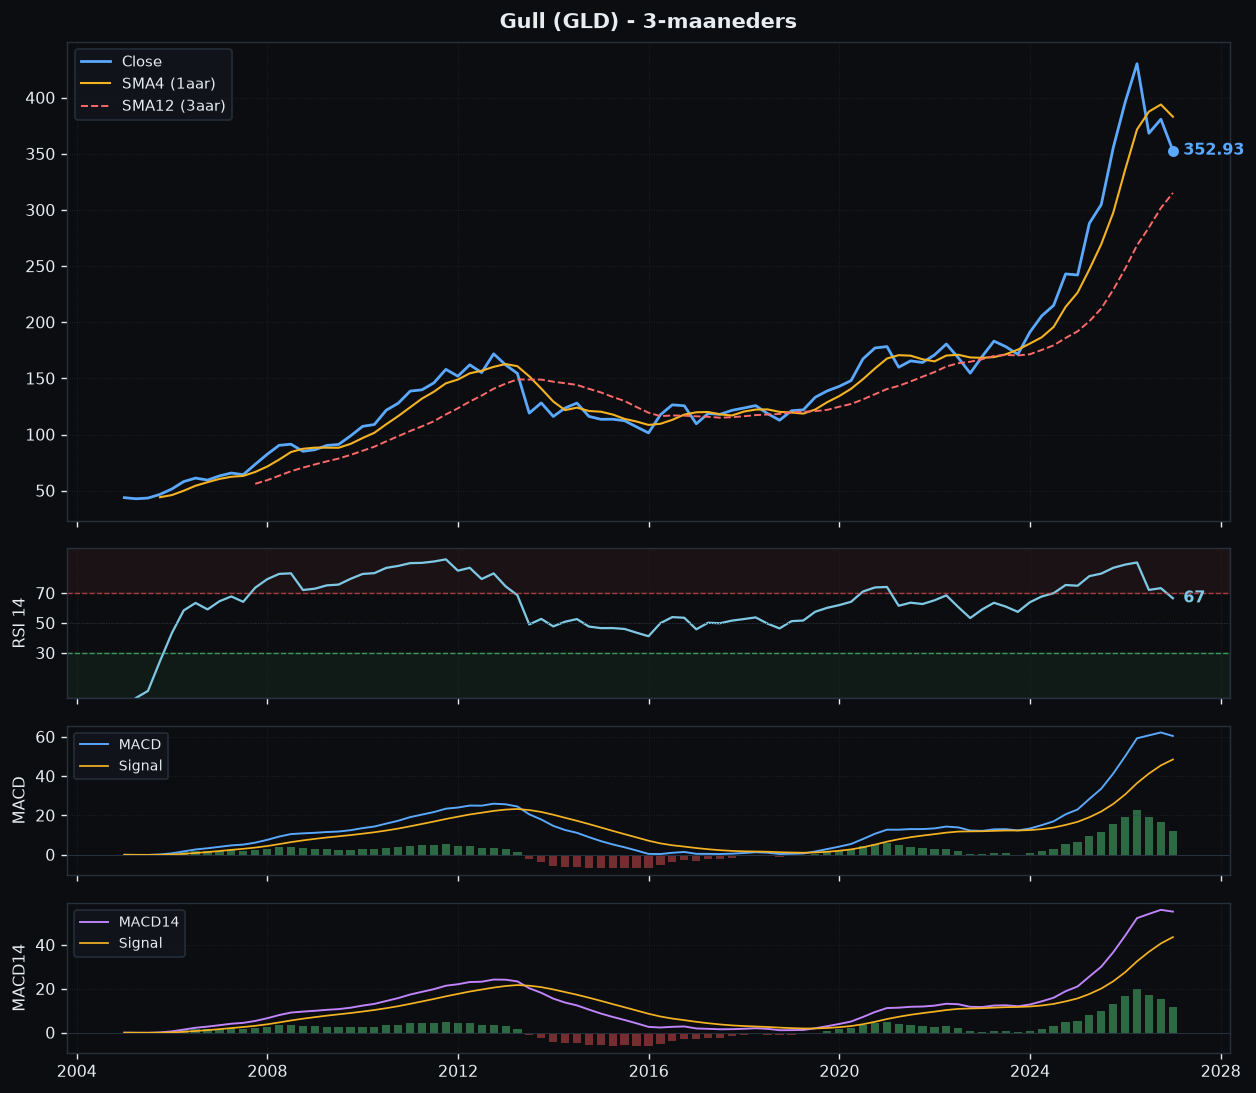 Gull (GLD) - 3-maaneders
Close
SMA4 (1aar)
SMA12 (3aar)
400
350
300
250
200
150
100
50
352.93
RSI 14
70
50
30
67
MACD
MACD
Signal
60
40
20
0
MACD14
MACD14
Signal
40
20
0
2004 2008 2012 2016 2020 2024 2028